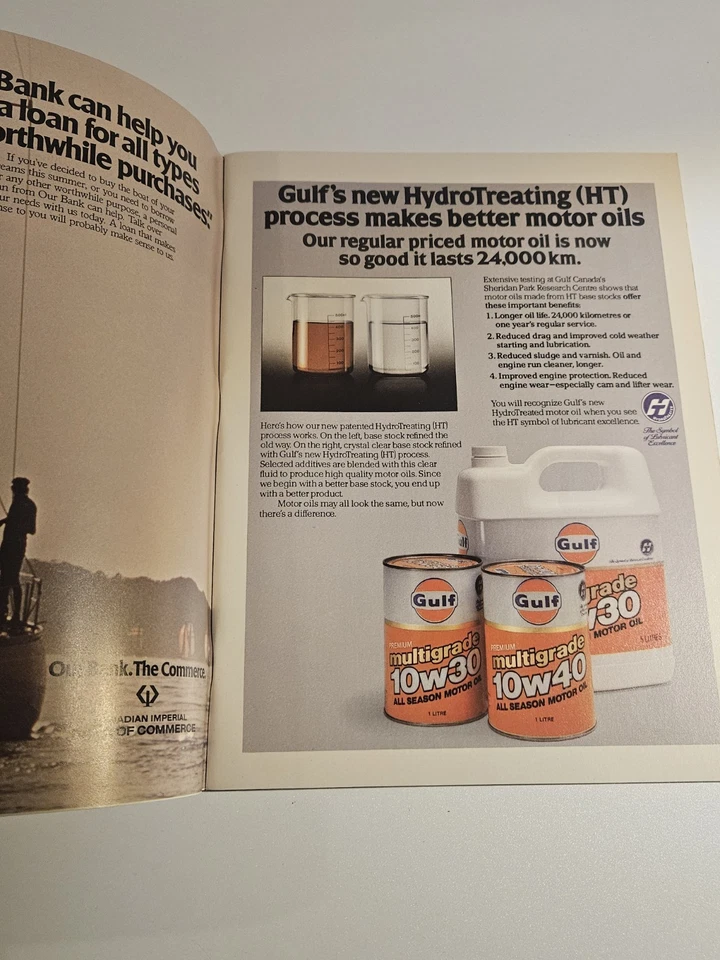 Bank can help you
a loan for all types
worthwhile purchases."
If you've decided to buy the boat of your
this summer, or you need to borrow
any other worthwhile purpose, a personal
from Our Bank can help. Talk over
needs with us today. A loan that makes
to you will probably make sense to us.
Our Bank. The Commerce.
CANADIAN IMPERIAL
OF COMMERCE
Gulf's new HydroTreating (HT)
process makes better motor oils
Our regular priced motor oil is now
so good it lasts 24,000 km.
Extensive testing at Gulf Canada's
Sheridan Park Research Centre shows that
motor oils made from HT base stocks offer
these important benefits:
1. Longer oil life. 24,000 kilometres or
one year's regular service.
2. Reduced drag and improved cold weather
starting and lubrication.
3. Reduced sludge and varnish. Oil and
engine run cleaner, longer.
4. Improved engine protection. Reduced
engine wear—especially cam and lifter wear.
You will recognize Gulf's new
HydroTreated motor oil when you see
the HT symbol of lubricant excellence.
The Symbol
of Lubricant
Excellence
Here's how our new patented HydroTreating (HT)
process works. On the left, base stock refined the
old way. On the right, crystal clear base stock refined
with Gulf's new HydroTreating (HT) process.
Selected additives are blended with this clear
fluid to produce high quality motor oils. Since
we begin with a better base stock, you end up
with a better product.
Motor oils may all look the same, but now
there's a difference.
Gulf
grade
w30
MOTOR OIL
5 LITRES
Gulf
PREMIUM
multigrade
10w30
ALL SEASON MOTOR OIL
1 LITRE
Gulf
PREMIUM
multigrade
10w40
ALL SEASON MOTOR OIL
1 LITRE